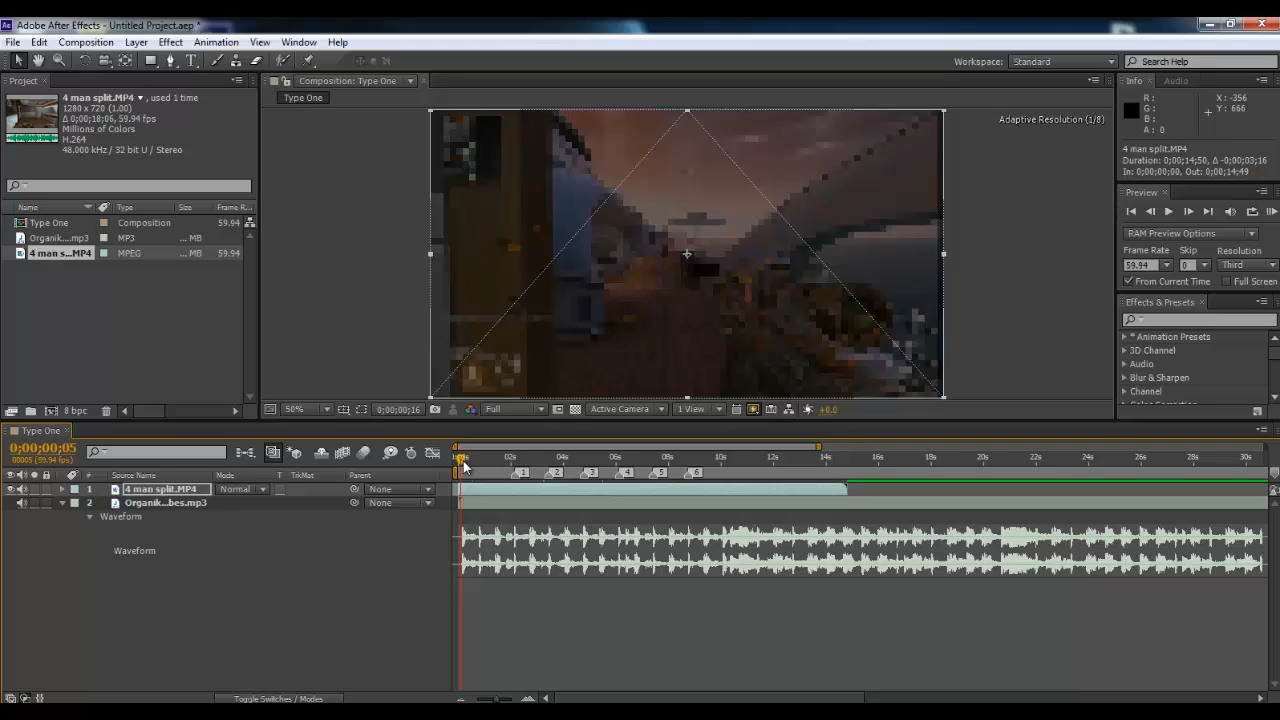 Adobe After Effects - Untitled Project.aep *
File Edit Composition Layer Effect Animation View Window Help
Workspace: Standard Search Help
Project
4 man split.MP4 , used 1 time
1280 x 720 (1.00)
Δ 0;00;18;06, 59.94 fps
Millions of Colors
H.264
48.000 kHz / 32 bit U / Stereo
Name Type Size Frame R...
Type One Composition 59.94
Organik....mp3 MP3 ... MB
4 man s...MP4 MPEG ... MB 59.94
8 bpc
Composition: Type One
Type One
Adaptive Resolution (1/8)
50% 0;00;00;16 Full Active Camera 1 View +0.0
Info Audio
R : X : -356
G : Y : 666
B :
A : 0
4 man split.MP4
Duration: 0;00;14;50, Δ -0;00;03;16
In: 0;00;00;00, Out: 0;00;14;49
Preview
RAM Preview Options
Frame Rate Skip Resolution
59.94 0 Third
From Current Time Full Screen
Effects & Presets
* Animation Presets
3D Channel
Audio
Blur & Sharpen
Type One
0;00;00;05
00005 (59.94 fps)
02s 04s 06s 08s 10s 12s 14s 16s 18s 20s 22s 24s 26s 28s 30s
1 2 3 4 5 6
# Source Name Mode T TrkMat Parent
1 4 man split.MP4 Normal None
2 Organik...bes.mp3 None
Waveform
Waveform
Toggle Switches / Modes